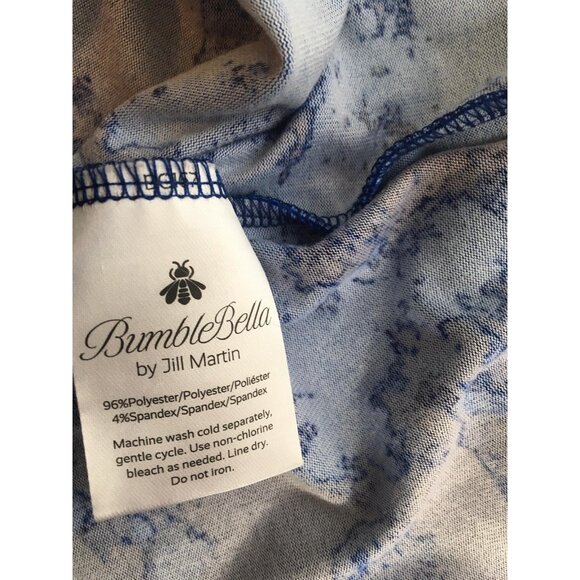 BumbleBella
by Jill Martin
96%Polyester/Polyester/Poliéster
4%Spandex/Spandex/Spandex
Machine wash cold separately,
gentle cycle. Use non-chlorine
bleach as needed. Line dry.
Do not iron.